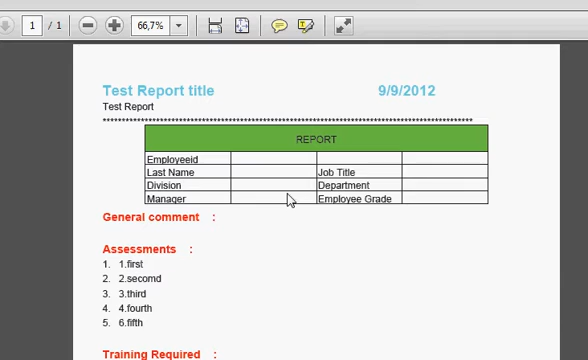 1 / 1 66,7%
Test Report title 9/9/2012
Test Report
********************************************************************************************
REPORT
Employeeid
Last Name Job Title
Division Department
Manager Employee Grade
General comment :
Assessments :
1. 1.first
2. 2.secomd
3. 3.third
4. 4.fourth
5. 6.fifth
Training Required :